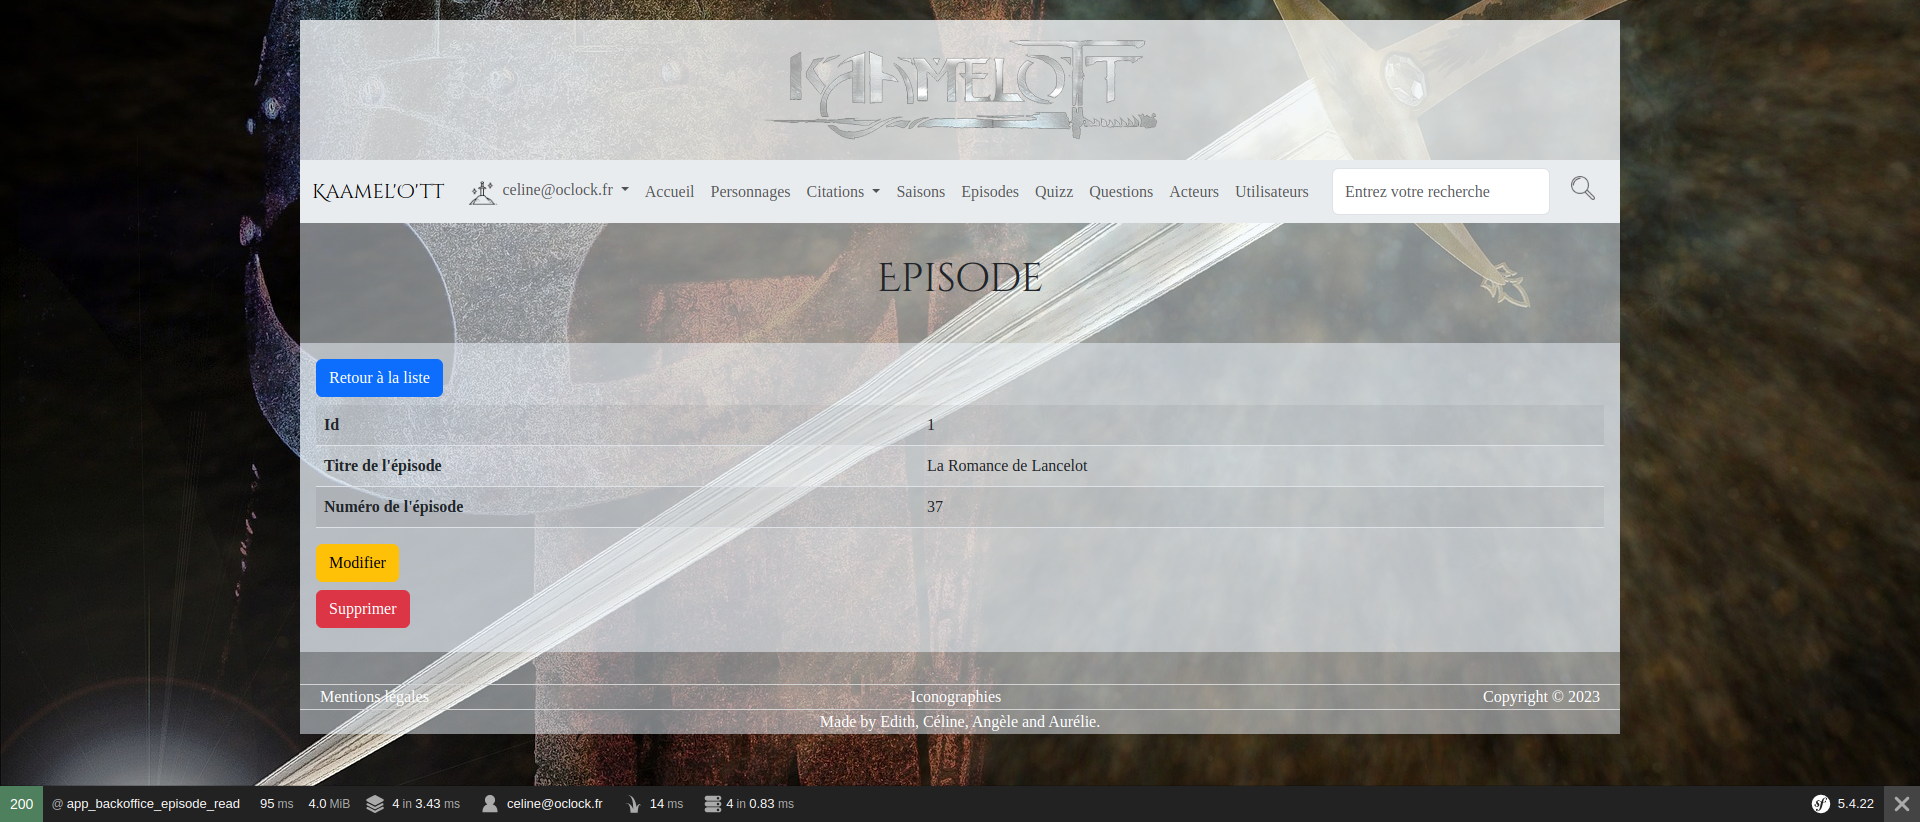 KAAMELOTT
KAAMEL'O'TT celine@oclock.fr Accueil Personnages Citations Saisons Episodes Quizz Questions Acteurs Utilisateurs Entrez votre recherche
EPISODE
Retour à la liste
Id 1
Titre de l'épisode La Romance de Lancelot
Numéro de l'épisode 37
Modifier
Supprimer
Mentions légales Iconographies Copyright © 2023
Made by Edith, Céline, Angèle and Aurélie.
200 @ app_backoffice_episode_read 95 ms 4.0 MiB 4 in 3.43 ms celine@oclock.fr 14 ms 4 in 0.83 ms sf 5.4.22